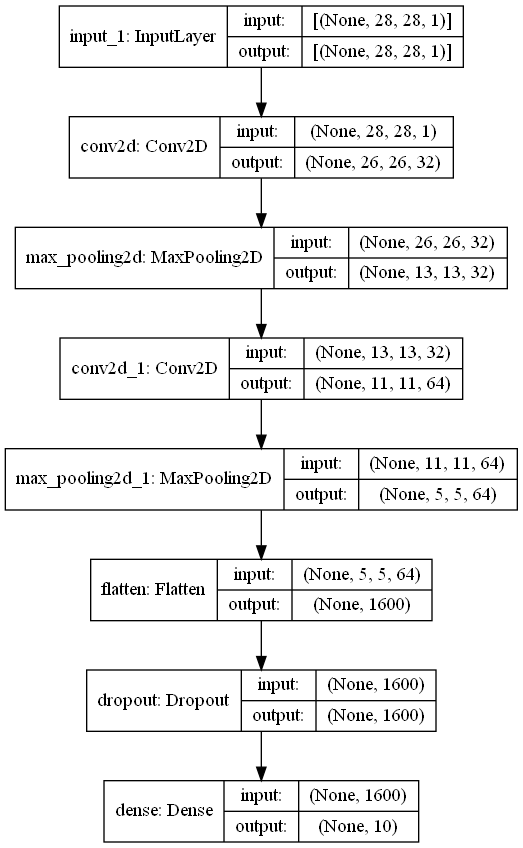 input_1: InputLayer
input:
[(None, 28, 28, 1)]
output:
[(None, 28, 28, 1)]
conv2d: Conv2D
input:
(None, 28, 28, 1)
output:
(None, 26, 26, 32)
max_pooling2d: MaxPooling2D
input:
(None, 26, 26, 32)
output:
(None, 13, 13, 32)
conv2d_1: Conv2D
input:
(None, 13, 13, 32)
output:
(None, 11, 11, 64)
max_pooling2d_1: MaxPooling2D
input:
(None, 11, 11, 64)
output:
(None, 5, 5, 64)
flatten: Flatten
input:
(None, 5, 5, 64)
output:
(None, 1600)
dropout: Dropout
input:
(None, 1600)
output:
(None, 1600)
dense: Dense
input:
(None, 1600)
output:
(None, 10)